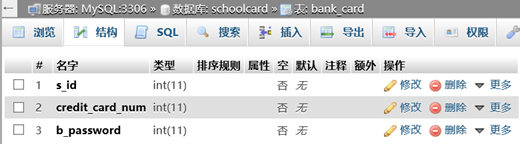 服务器: MySQL:3306 » 数据库: schoolcard » 表: bank_card
浏览 结构 SQL 搜索 插入 导出 导入 权限
# 名字 类型 排序规则 属性 空 默认 注释 额外 操作
1 s_id int(11) 否 无 修改 删除 更多
2 credit_card_num int(11) 否 无 修改 删除 更多
3 b_password int(11) 否 无 修改 删除 更多